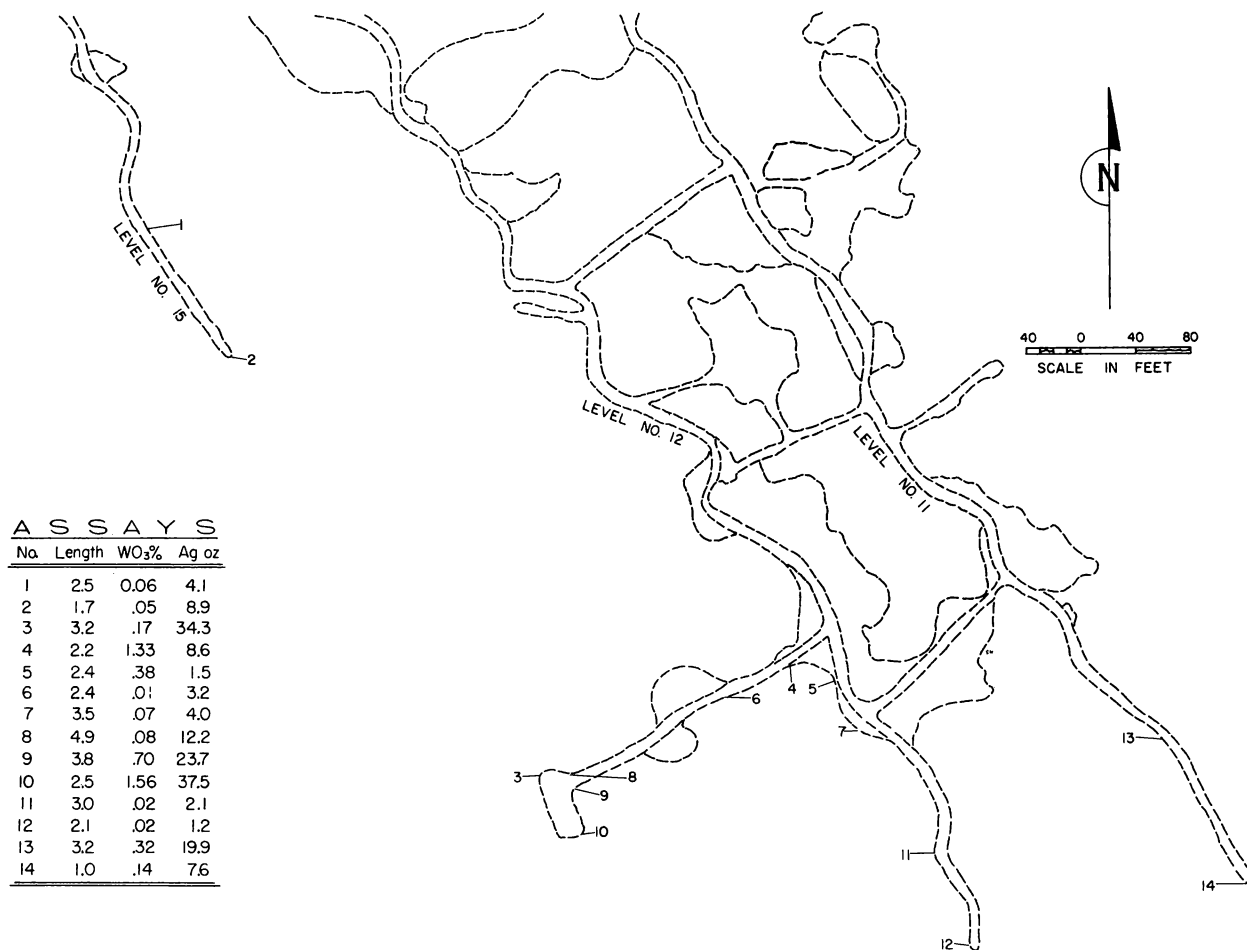 LEVEL NO. 15
1
2
N
40 0 40 80
SCALE IN FEET
LEVEL NO. 12
LEVEL NO. 11
ASSAYS
No. Length WO₃% Ag oz
1 2.5 0.06 4.1
2 1.7 .05 8.9
3 3.2 .17 34.3
4 2.2 1.33 8.6
5 2.4 .38 1.5
6 2.4 .01 3.2
7 3.5 .07 4.0
8 4.9 .08 12.2
9 3.8 .70 23.7
10 2.5 1.56 37.5
11 3.0 .02 2.1
12 2.1 .02 1.2
13 3.2 .32 19.9
14 1.0 .14 7.6
4
5
6
7
13
3
8
9
10
11
14
12